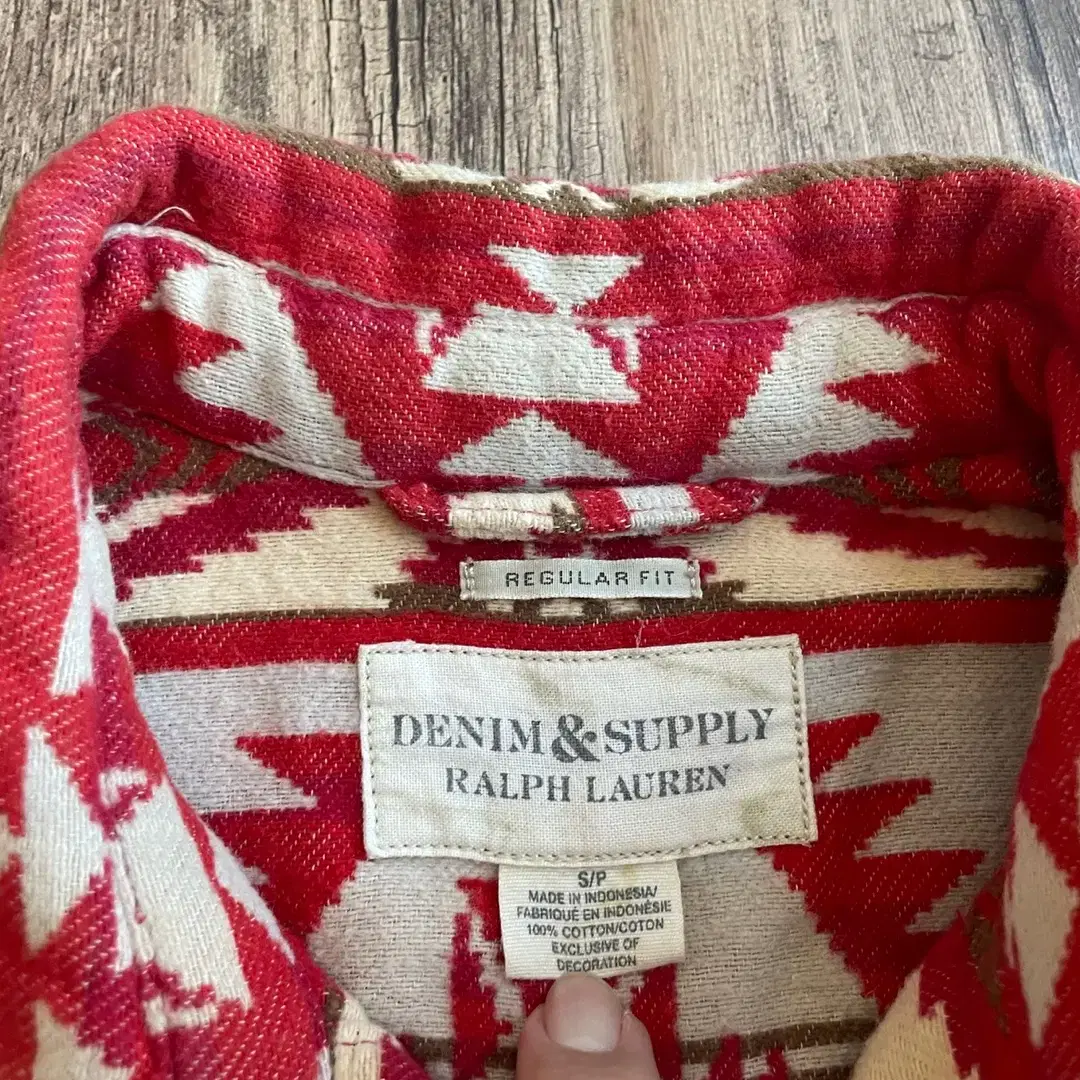 REGULAR FIT
DENIM & SUPPLY
RALPH LAUREN
S/P
MADE IN INDONESIA/
FABRIQUÉ EN INDONÉSIE
100% COTTON/COTON
EXCLUSIVE OF
DECORATION